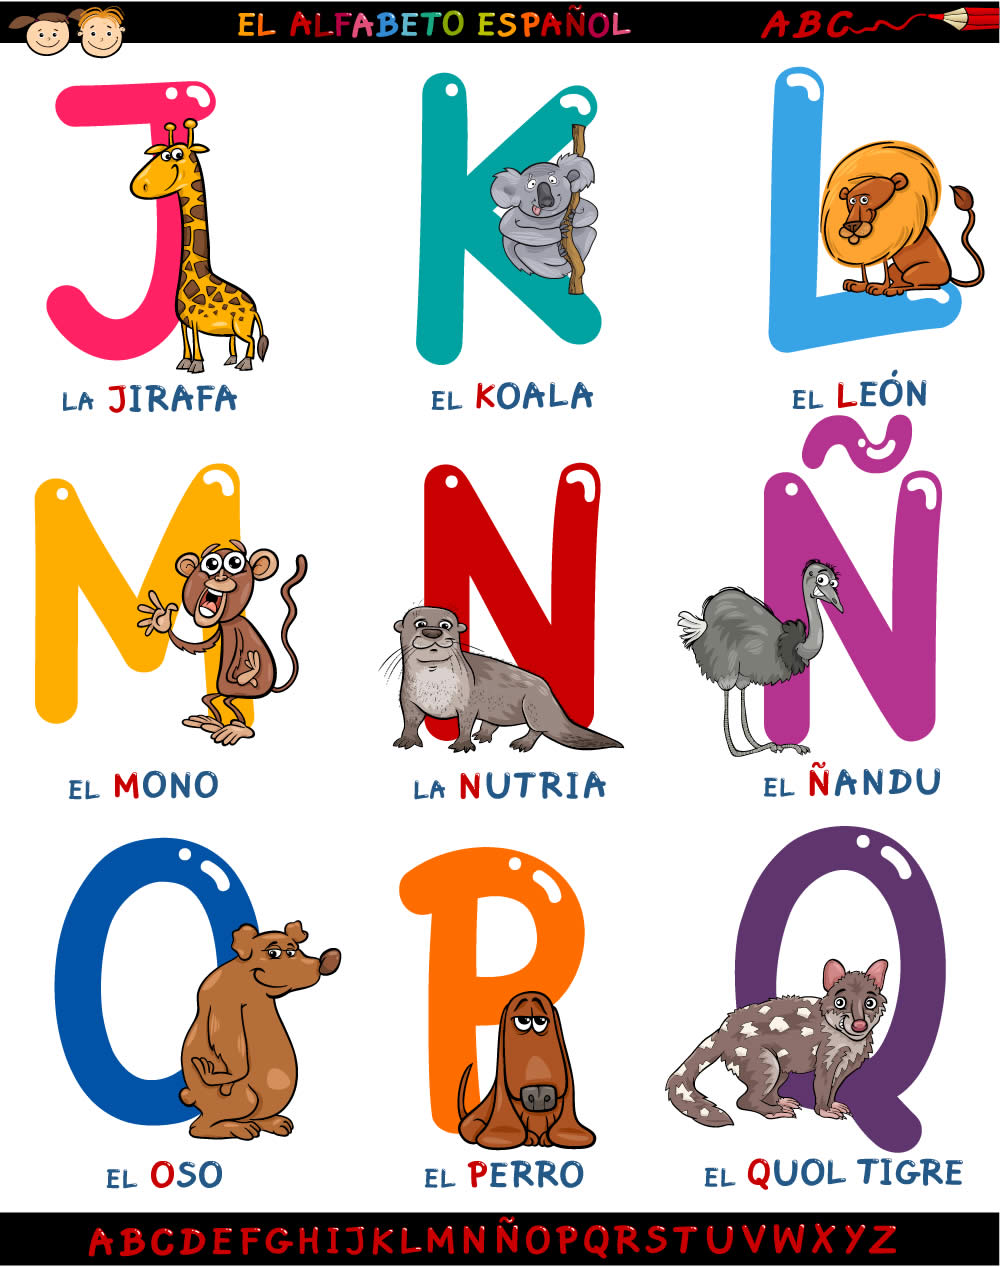 EL ALFABETO ESPAÑOL ABC
J K L
LA JIRAFA EL KOALA EL LEÓN
M N Ñ
EL MONO LA NUTRIA EL ÑANDU
O P Q
EL OSO EL PERRO EL QUOL TIGRE
ABCDEFGHIJKLMNÑOPQRSTUVWXYZ